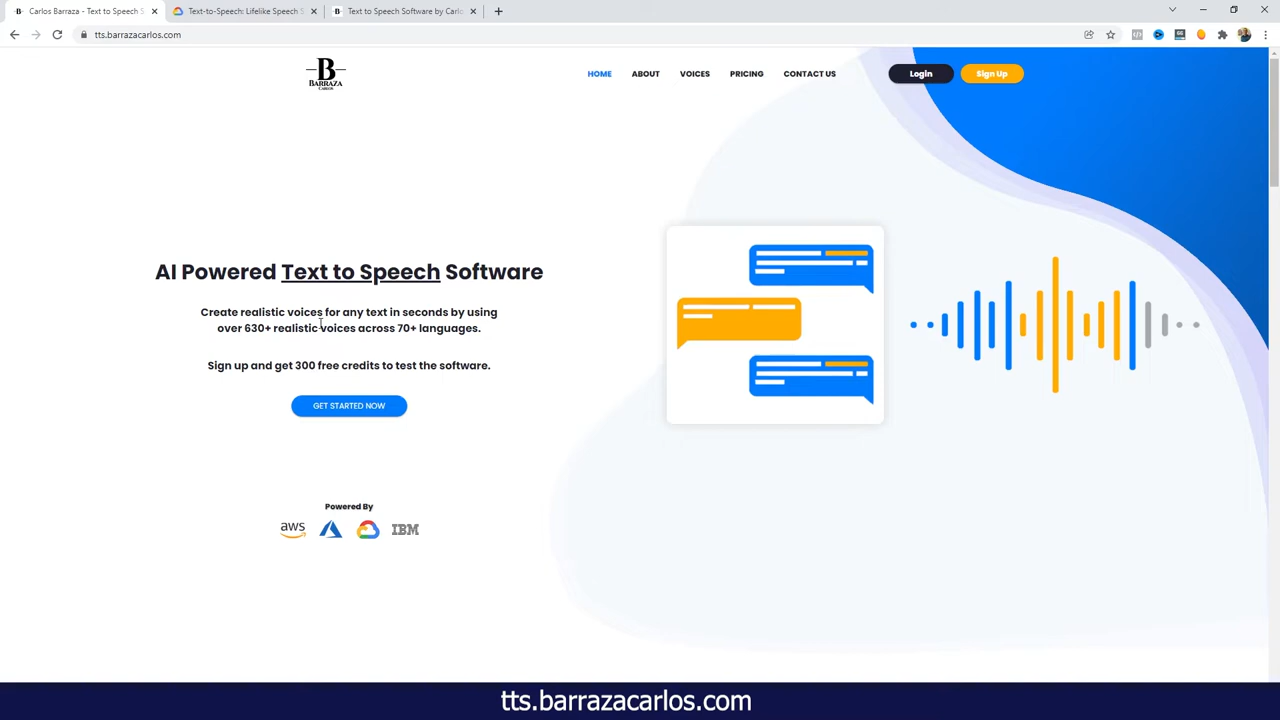 Carlos Barraza - Text to Speech S
Text-to-Speech: Lifelike Speech S
Text to Speech Software by Carlo
tts.barrazacarlos.com
B
BARRAZA
CARLOS
HOME
ABOUT
VOICES
PRICING
CONTACT US
Login
Sign Up
AI Powered Text to Speech Software
Create realistic voices for any text in seconds by using
over 630+ realistic voices across 70+ languages.
Sign up and get 300 free credits to test the software.
GET STARTED NOW
Powered By
aws
IBM
tts.barrazacarlos.com